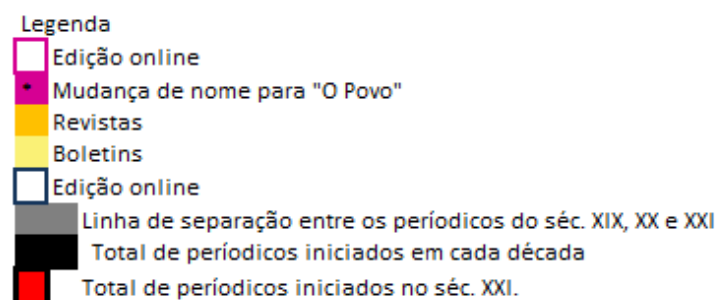 Legenda
Edição online
* Mudança de nome para "O Povo"
Revistas
Boletins
Edição online
Linha de separação entre os períodicos do séc. XIX, XX e XXI
Total de períodicos iniciados em cada década
Total de períodicos iniciados no séc. XXI.